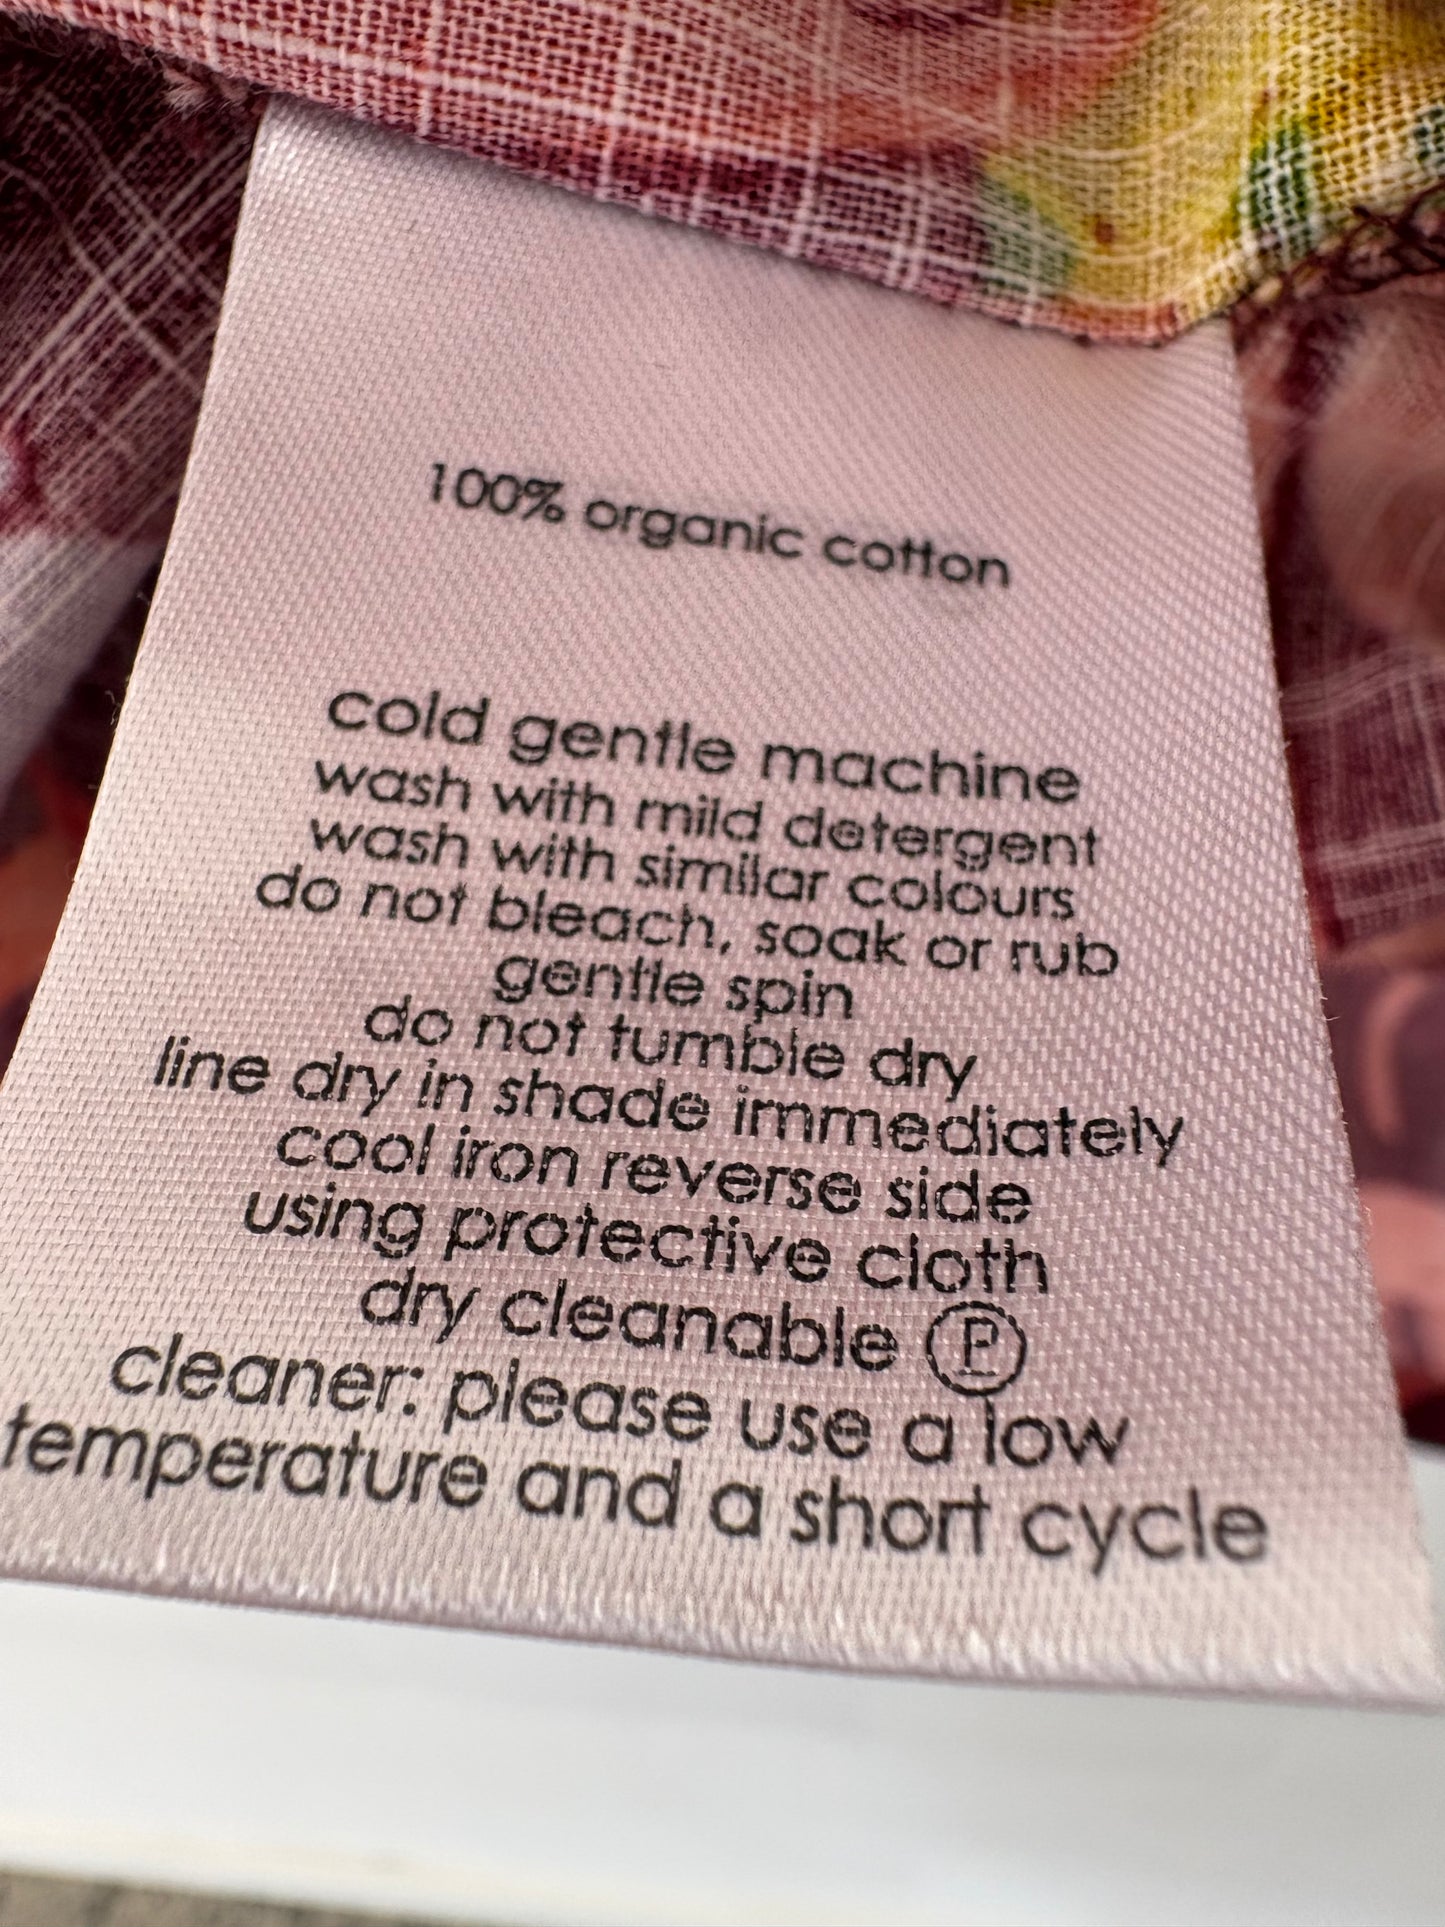 100% organic cotton
cold gentle machine
wash with mild detergent
wash with similar colours
do not bleach, soak or rub
gentle spin
do not tumble dry
line dry in shade immediately
cool iron reverse side
using protective cloth
dry cleanable Ⓟ
cleaner: please use a low
temperature and a short cycle